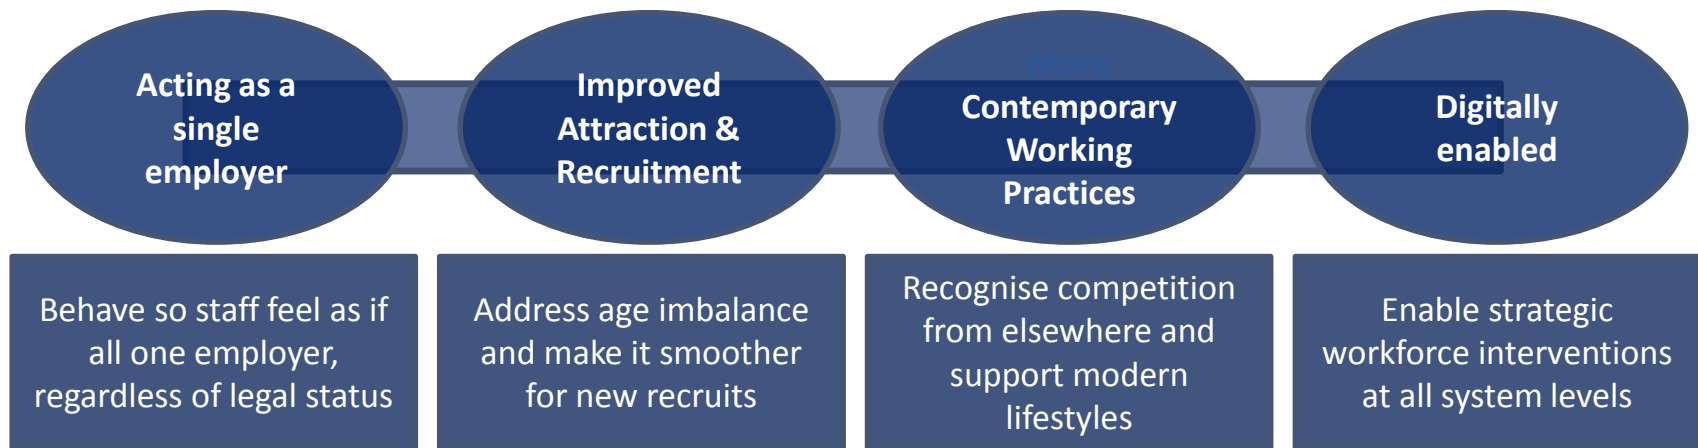 Acting as a
single
employer
Improved
Attraction &
Recruitment
More
Contemporary
Working
Practices
Digitally
enabled
Behave so staff feel as if
all one employer,
regardless of legal status
Address age imbalance
and make it smoother
for new recruits
Recognise competition
from elsewhere and
support modern
lifestyles
Enable strategic
workforce interventions
at all system levels